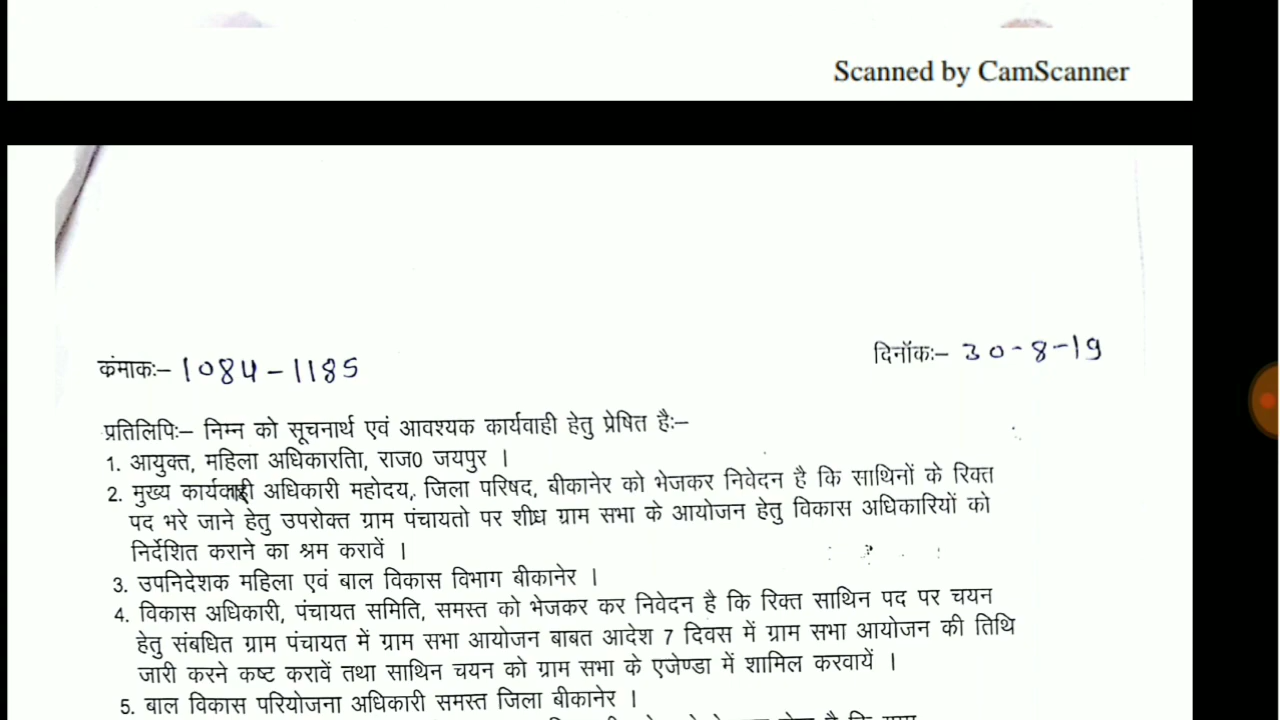 Scanned by CamScanner
कंमाकः– 1084-1185
दिनॉकः– 30-8-19
प्रतिलिपिः– निम्न को सूचनार्थ एवं आवश्यक कार्यवाही हेतु प्रेषित हैः–
1. आयुक्त, महिला अधिकारतिा, राज0 जयपुर ।
2. मुख्य कार्यकारी अधिकारी महोदय, जिला परिषद, बीकानेर को भेजकर निवेदन है कि साथिनों के रिक्त
पद भरे जाने हेतु उपरोक्त ग्राम पंचायतो पर शीध्र ग्राम सभा के आयोजन हेतु विकास अधिकारियों को
निर्देशित कराने का श्रम करावें ।
3. उपनिदेशक महिला एवं बाल विकास विभाग बीकानेर ।
4. विकास अधिकारी, पंचायत समिति, समस्त को भेजकर कर निवेदन है कि रिक्त साथिन पद पर चयन
हेतु संबधित ग्राम पंचायत में ग्राम सभा आयोजन बाबत आदेश 7 दिवस में ग्राम सभा आयोजन की तिथि
जारी करने कष्ट करावें तथा साथिन चयन को ग्राम सभा के एजेण्डा में शामिल करवायें ।
5. बाल विकास परियोजना अधिकारी समस्त जिला बीकानेर ।